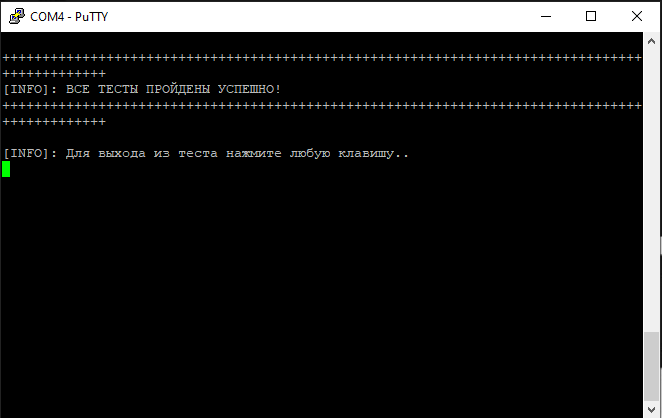 COM4 - PuTTY
++++++++++++++++++++++++++++++++++++++++++++++++++++++++++++++++++++++++++++++++
+++++++++++++
[INFO]: ВСЕ ТЕСТЫ ПРОЙДЕНЫ УСПЕШНО!
++++++++++++++++++++++++++++++++++++++++++++++++++++++++++++++++++++++++++++++++
+++++++++++++
[INFO]: Для выхода из теста нажмите любую клавишу..